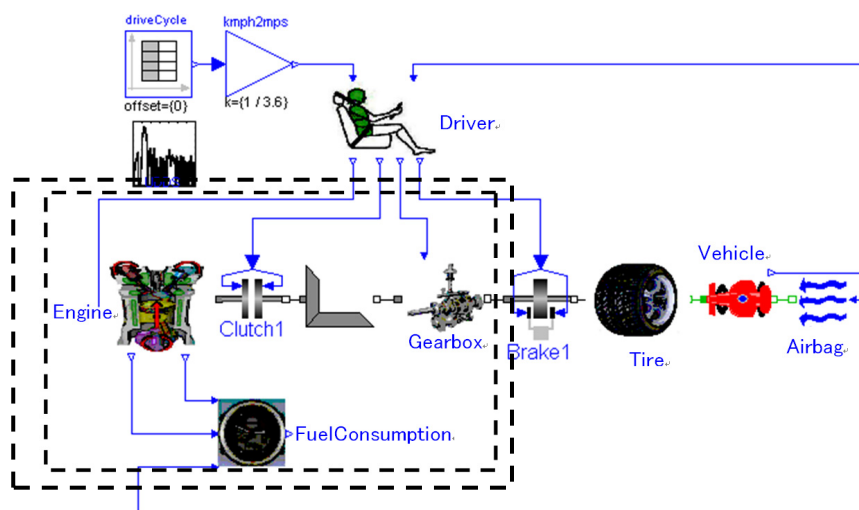 driveCycle
kmph2mps
offset={0}
k={1 / 3.6}
Driver
Vehicle
Engine
Clutch1
Gearbox
Brake1
Tire
Airbag
FuelConsumption